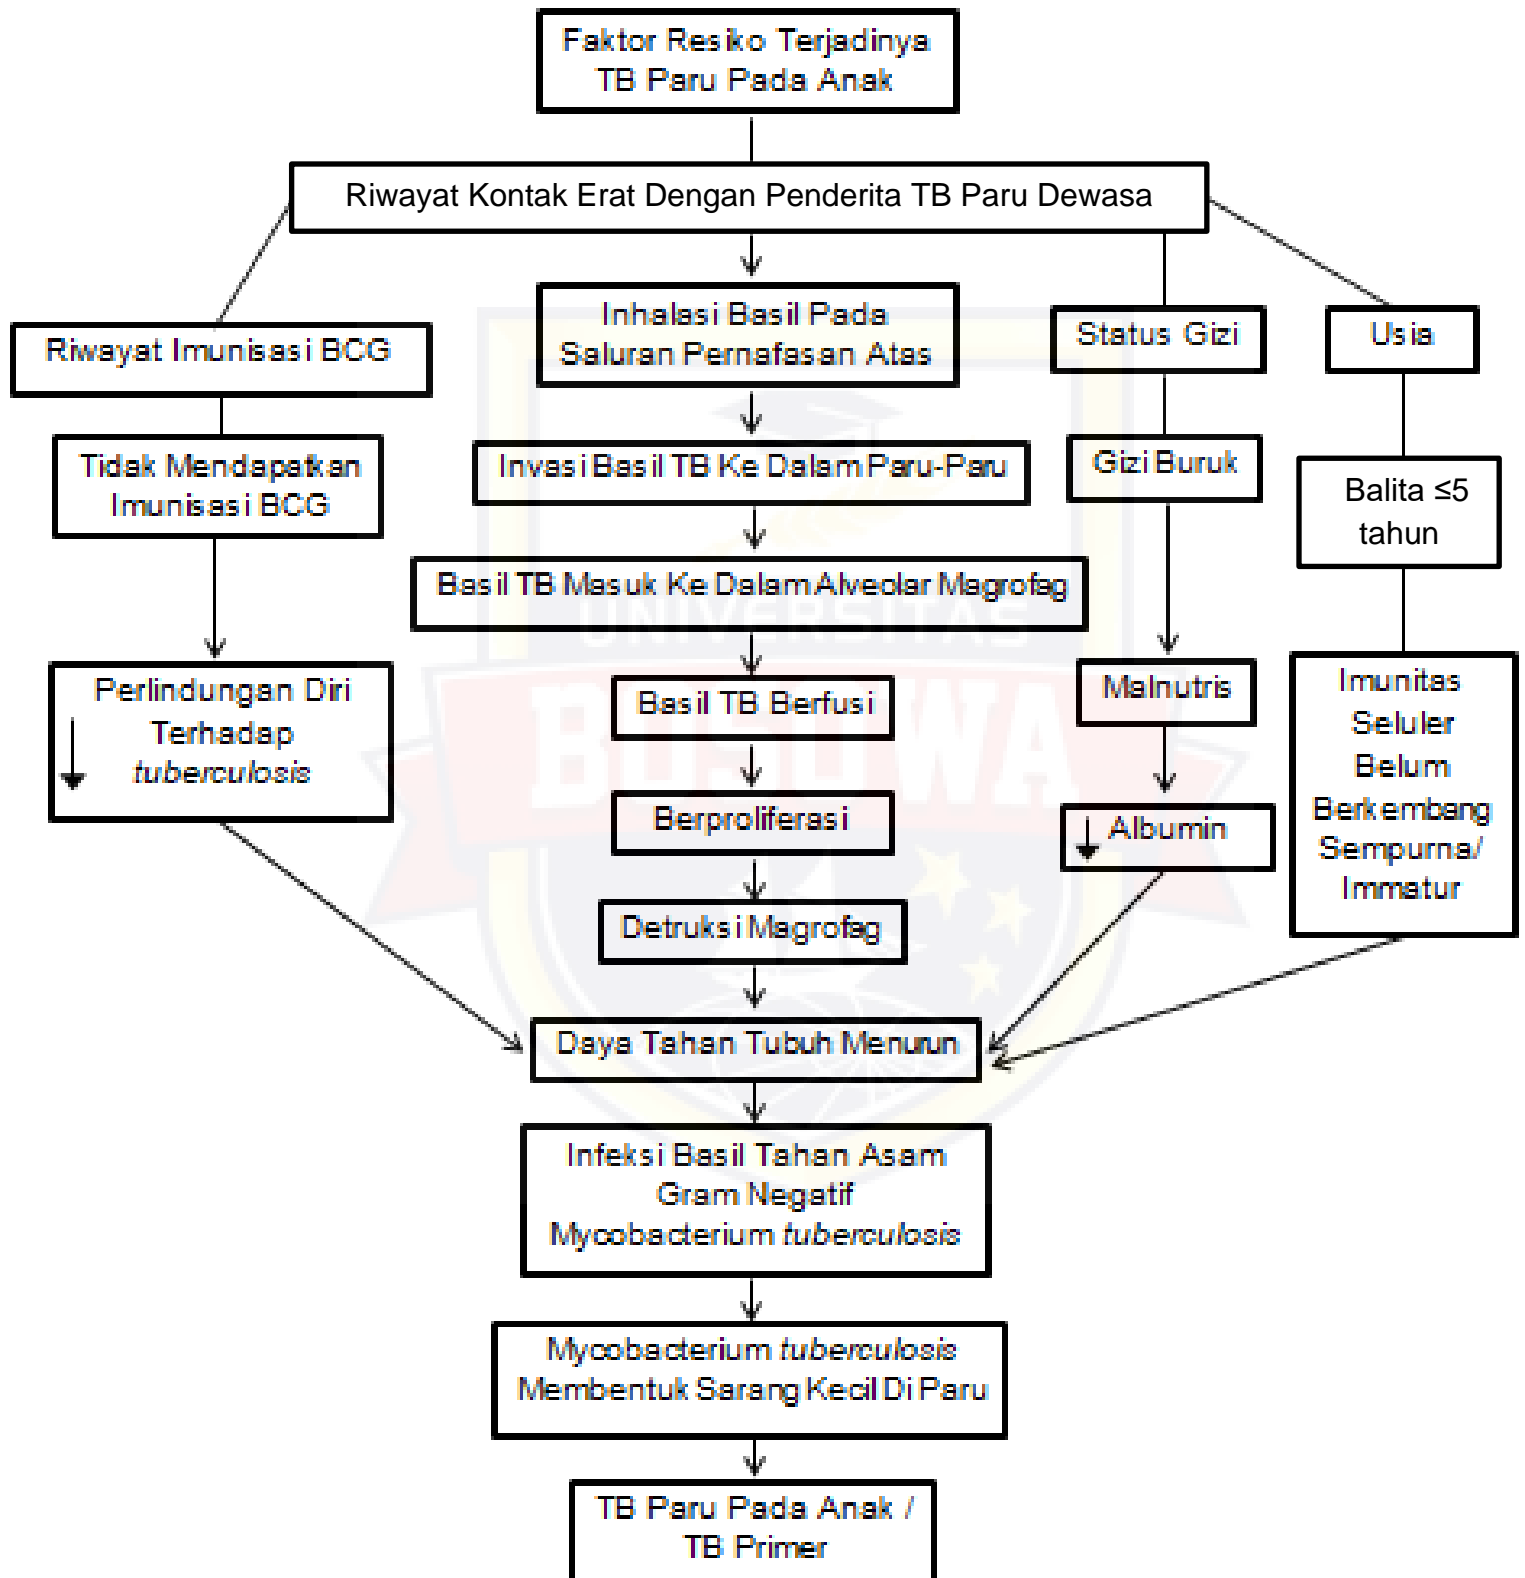 Faktor Resiko Terjadinya
TB Paru Pada Anak
Riwayat Kontak Erat Dengan Penderita TB Paru Dewasa
Riwayat Imunisasi BCG
Inhalasi Basil Pada
Saluran Pernafasan Atas
Status Gizi
Usia
Tidak Mendapatkan
Imunisasi BCG
Invasi Basil TB Ke Dalam Paru-Paru
Gizi Buruk
Balita ≤5
tahun
Basil TB Masuk Ke Dalam Alveolar Magrofag
UNIVERSITAS
BOSOWA
Perlindungan Diri
Terhadap
tuberculosis
Basil TB Berfusi
Malnutris
Imunitas
Seluler
Belum
Berkembang
Sempurna/
Immatur
Berproliferasi
Albumin
Detruksi Magrofag
Daya Tahan Tubuh Menurun
Infeksi Basil Tahan Asam
Gram Negatif
Mycobacterium tuberculosis
Mycobacterium tuberculosis
Membentuk Sarang Kecil Di Paru
TB Paru Pada Anak /
TB Primer